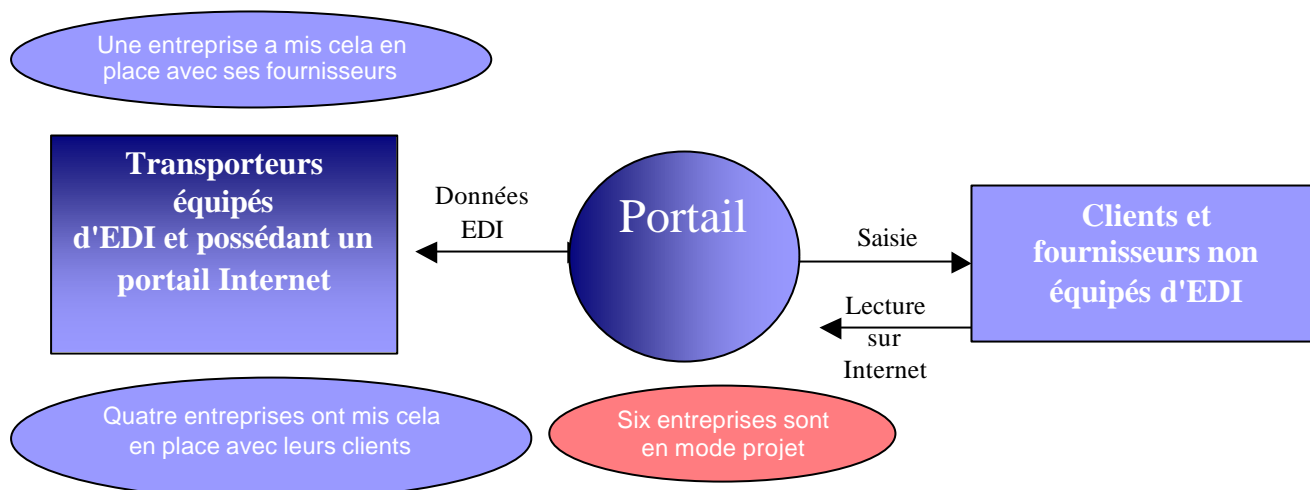 Une entreprise a mis cela en
place avec ses fournisseurs
Transporteurs
équipés
d'EDI et possédant un
portail Internet
Données
EDI
Portail
Saisie
Lecture
sur
Internet
Clients et
fournisseurs non
équipés d'EDI
Quatre entreprises ont mis cela
en place avec leurs clients
Six entreprises sont
en mode projet